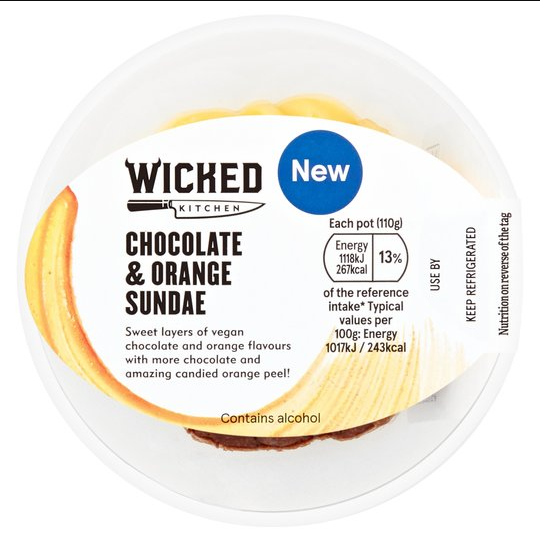 WICKED
KITCHEN
New
CHOCOLATE
& ORANGE
SUNDAE
Sweet layers of vegan
chocolate and orange flavours
with more chocolate and
amazing candied orange peel!
Each pot (110g)
Energy
1118kJ
267kcal
13%
of the reference
intake* Typical
values per
100g: Energy
1017kJ / 243kcal
Contains alcohol
USE BY
KEEP REFRIGERATED
Nutrition on reverse of the tag